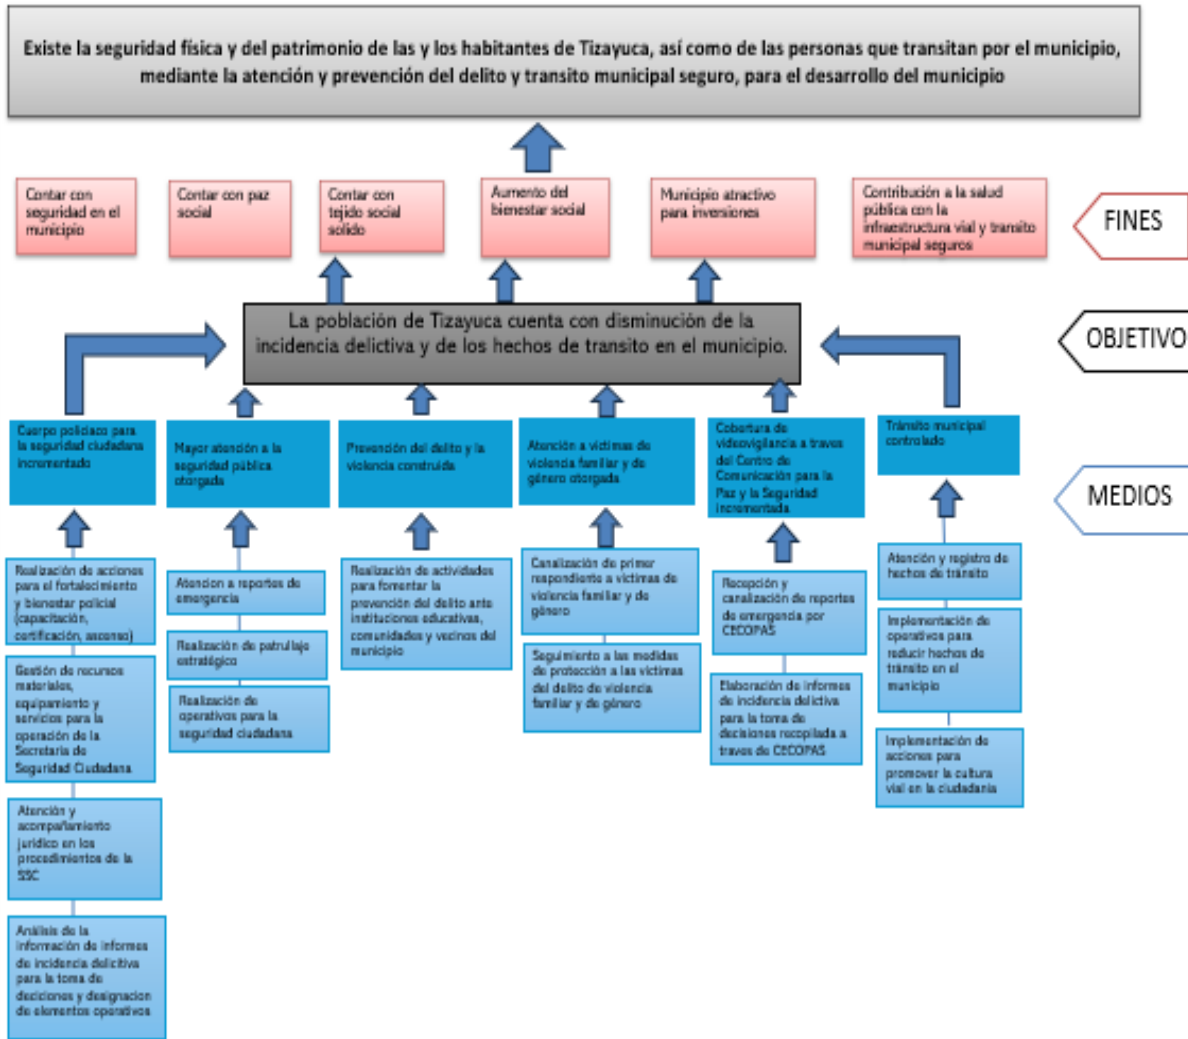 Existe la seguridad física y del patrimonio de las y los habitantes de Tizayuca, así como de las personas que transitan por el municipio,
mediante la atención y prevención del delito y transito municipal seguro, para el desarrollo del municipio
Contar con
seguridad en el
municipio
Contar con paz
social
Contar con
tejido social
solido
Aumento del
bienestar social
Municipio atractivo
para inversiones
Contribución a la salud
pública con la
infraestructura vial y transito
municipal seguros
FINES
La población de Tizayuca cuenta con disminución de la
incidencia delictiva y de los hechos de transito en el municipio.
OBJETIVO
Cuerpo policiaco para
la seguridad ciudadana
incrementado
Mayor atención a la
seguridad pública
otorgada
Prevención del delito y la
violencia construida
Atención a víctimas de
violencia familiar y de
género otorgada
Cobertura de
videovigilancia a traves
del Centro de
Comunicación para la
Paz y la Seguridad
incrementada
Tránsito municipal
controlado
MEDIOS
Realización de acciones
para el fortalecimiento
y bienestar policial
(capacitación,
certificación, ascenso)
Gestión de recursos
materiales,
equipamiento y
servicios para la
operación de la
Secretaria de
Seguridad Ciudadana
Atención y
acompañamiento
jurídico en los
procedimientos de la
SSC
Análisis de la
información de informes
de incidencia delicitiva
para la toma de
deciciones y designacion
de elementos operativos
Atencion a reportes de
emergencia
Realización de patrullaje
estratégico
Realización de
operativos para la
seguridad ciudadana
Realización de actividades
para fomentar la
prevención del delito ante
instituciones educativas,
comunidades y vecinos del
municipio
Canalización de primer
respondiente a víctimas de
violencia familiar y de
género
Seguimiento a las medidas
de protección a las víctimas
del delito de violencia
familiar y de género
Recepción y
canalización de reportes
de emergencia por
CECOPAS
Elaboración de informes
de incidencia delictiva
para la toma de
decisiones recopilada a
traves de CECOPAS
Atención y registro de
hechos de tránsito
Implementación de
operativos para
reducir hechos de
tránsito en el
municipio
Implementación de
acciones para
promover la cultura
vial en la ciudadania